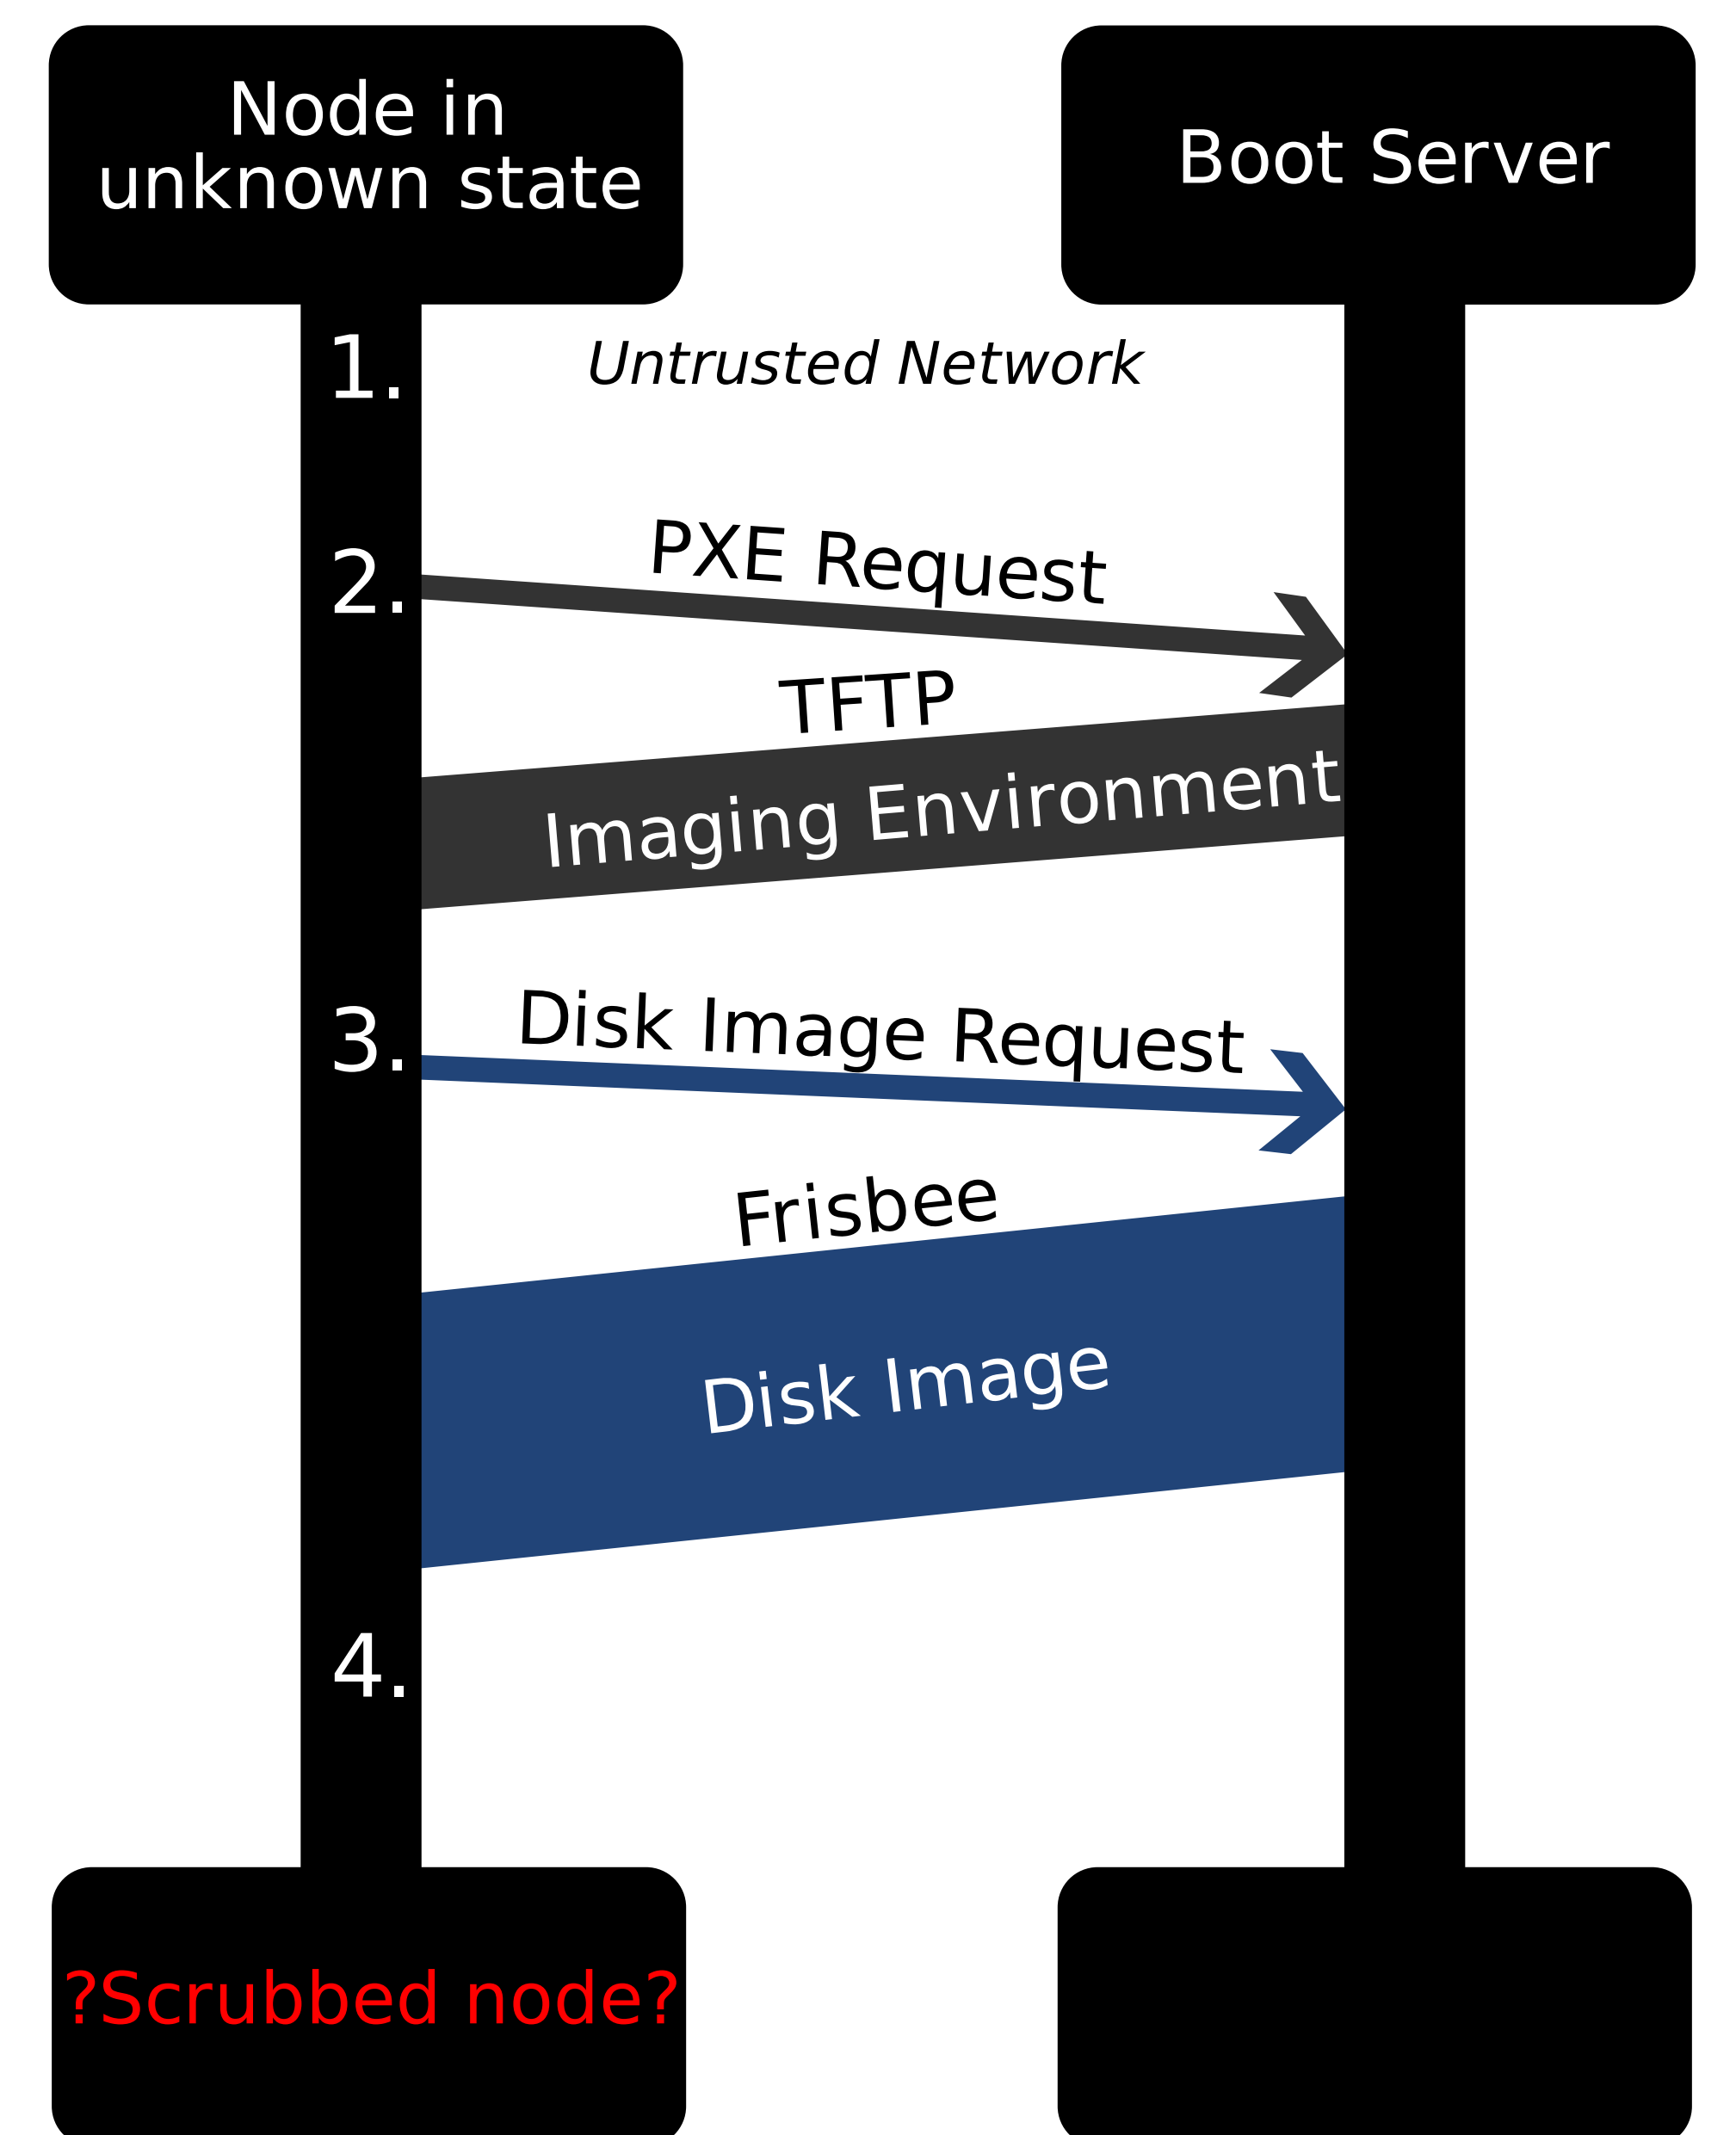 Node in
unknown state
Boot Server
1.
Untrusted Network
2.
PXE Request
TFTP
Imaging Environment
3.
Disk Image Request
Frisbee
Disk Image
4.
?Scrubbed node?